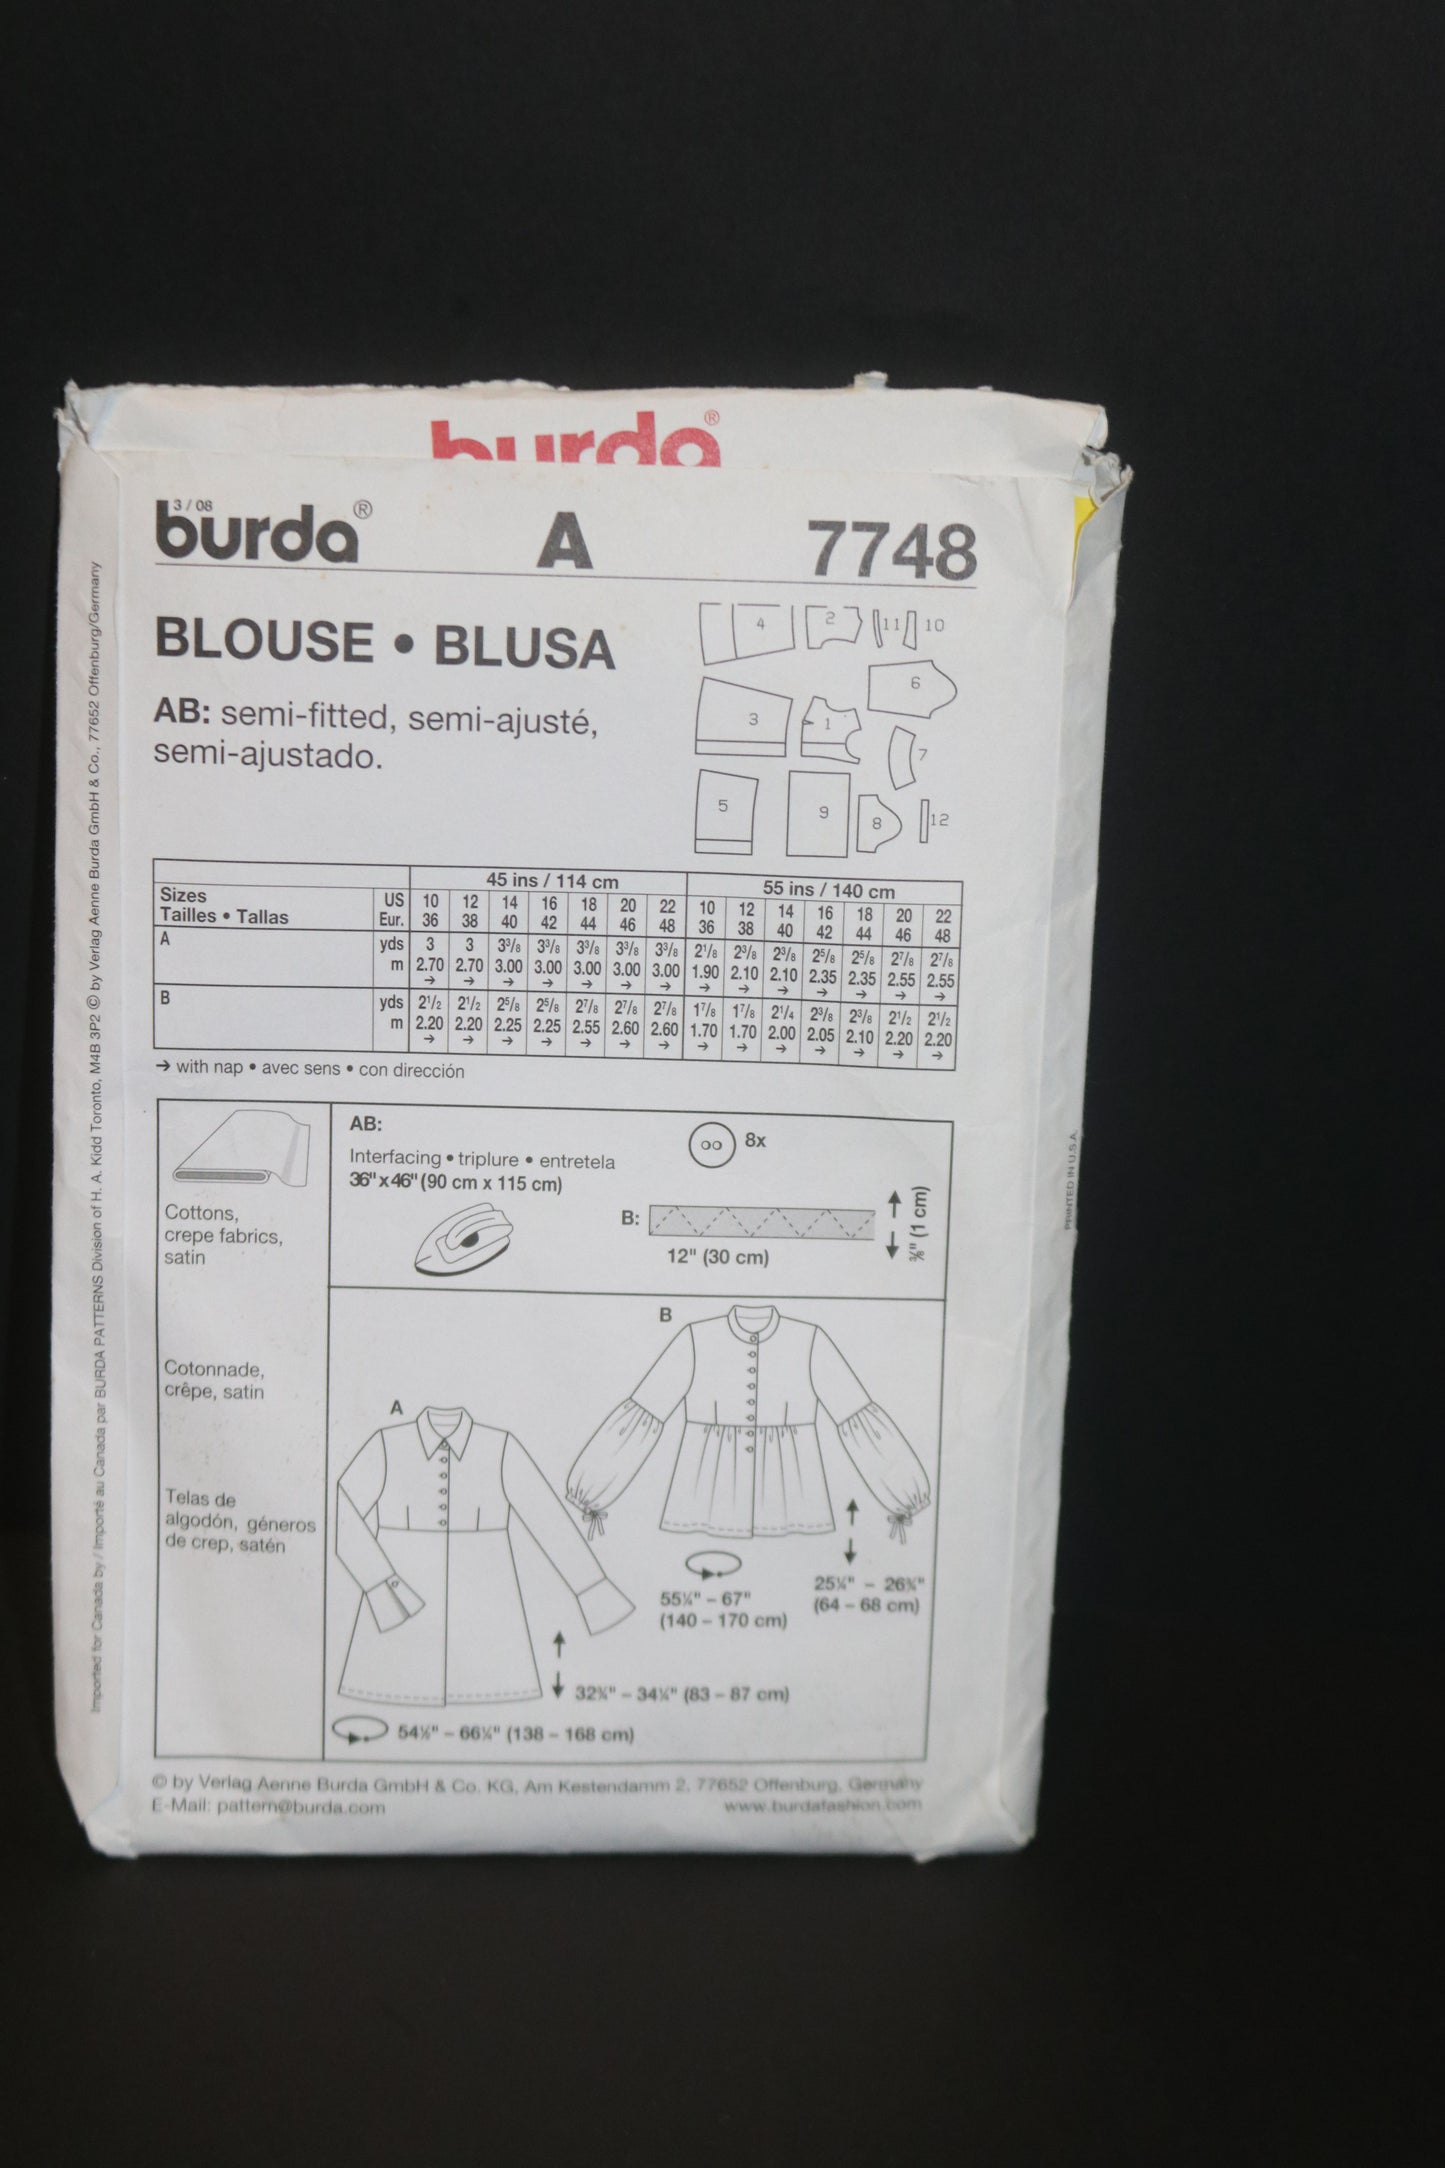 burda®
3 / 08
burda® A 7748
BLOUSE • BLUSA
AB: semi-fitted, semi-ajusté,
semi-ajustado.
4 2 11 10
6
3 1
7
5 9 8 12
45 ins / 114 cm 55 ins / 140 cm
Sizes US 10 12 14 16 18 20 22 10 12 14 16 18 20 22
Tailles • Tallas Eur. 36 38 40 42 44 46 48 36 38 40 42 44 46 48
A yds 3 3 3³/₈ 3³/₈ 3³/₈ 3³/₈ 3³/₈ 2¹/₈ 2³/₈ 2³/₈ 2⁵/₈ 2⁵/₈ 2⁷/₈ 2⁷/₈
m 2.70 2.70 3.00 3.00 3.00 3.00 3.00 1.90 2.10 2.10 2.35 2.35 2.55 2.55
→ → → → → → → → → → → → → →
B yds 2¹/₂ 2¹/₂ 2⁵/₈ 2⁵/₈ 2⁷/₈ 2⁷/₈ 2⁷/₈ 1⁷/₈ 1⁷/₈ 2¹/₄ 2³/₈ 2³/₈ 2¹/₂ 2¹/₂
m 2.20 2.20 2.25 2.25 2.55 2.60 2.60 1.70 1.70 2.00 2.05 2.10 2.20 2.20
→ → → → → → → → → → → → → →
→ with nap • avec sens • con dirección
Cottons,
crepe fabrics,
satin
Cotonnade,
crêpe, satin
Telas de
algodón, géneros
de crep, satén
AB:
Interfacing • triplure • entretela
36" x 46" (90 cm x 115 cm)
8x
B:
12" (30 cm)
⅜" (1 cm)
B
A
55¼" – 67"
(140 – 170 cm)
25¼" – 26¾"
(64 – 68 cm)
32¾" – 34¼" (83 – 87 cm)
54½" – 66¼" (138 – 168 cm)
© by Verlag Aenne Burda GmbH & Co. KG, Am Kestendamm 2, 77652 Offenburg, Germany
E-Mail: pattern@burda.com www.burdafashion.com
Imported for Canada by / Importé au Canada par BURDA PATTERNS Division of H. A. Kidd Toronto, M4B 3P2 © by Verlag Aenne Burda GmbH & Co., 77652 Offenburg/Germany
PRINTED IN U.S.A.